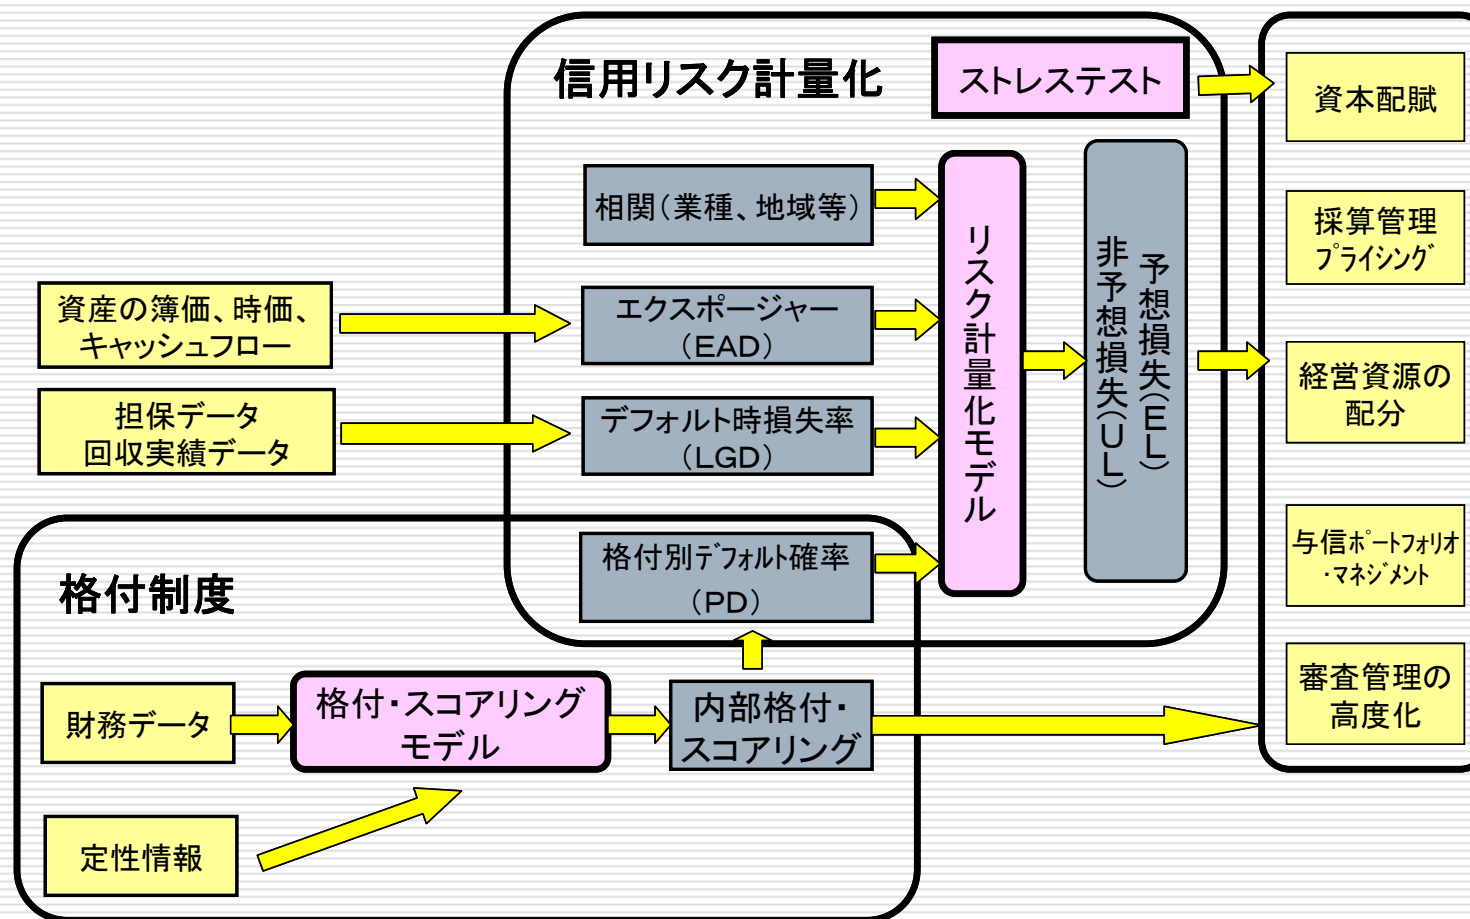 信用リスク計量化
ストレステスト
資本配賦
相関（業種、地域等）
採算管理
プライシング
資産の簿価、時価、
キャッシュフロー
エクスポージャー
（EAD）
リスク計量化モデル
予想損失（EL）
非予想損失（UL）
経営資源の
配分
担保データ
回収実績データ
デフォルト時損失率
（LGD）
格付制度
格付別ﾃﾞﾌｫﾙﾄ確率
（PD）
与信ﾎﾟｰﾄﾌｫﾘｵ
・ﾏﾈｼﾞﾒﾝﾄ
財務データ
格付・スコアリング
モデル
内部格付・
スコアリング
審査管理の
高度化
定性情報